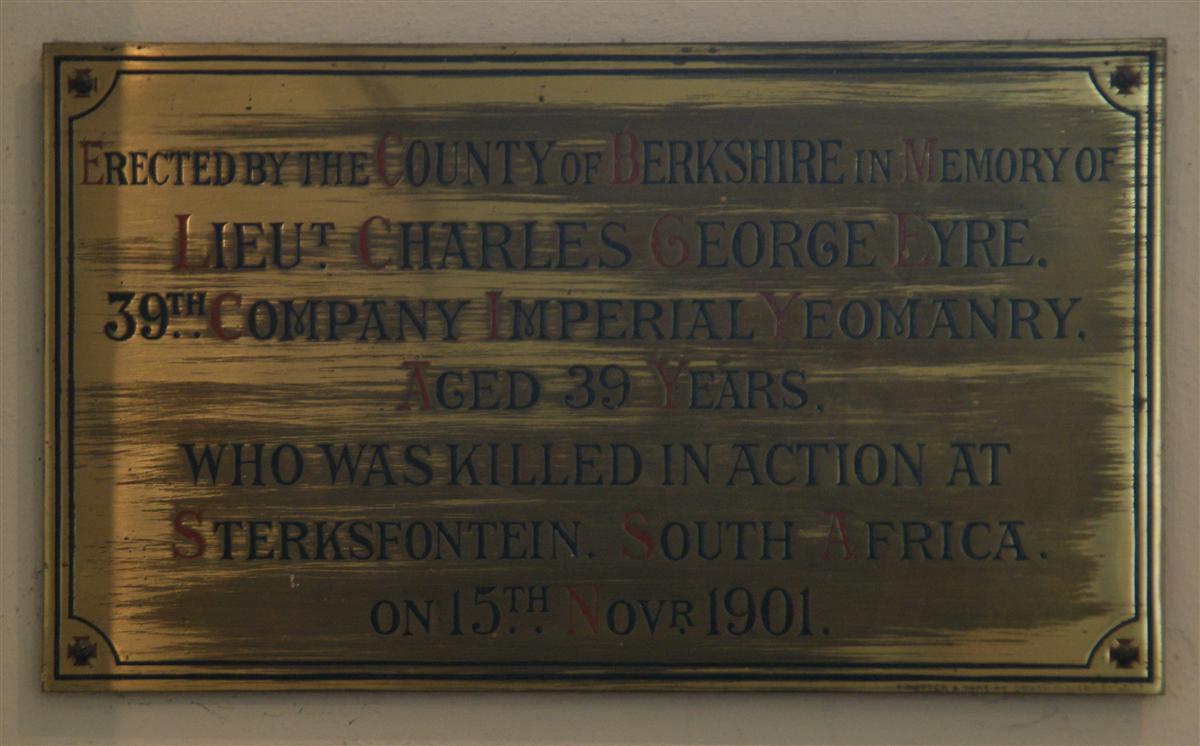 ERECTED BY THE COUNTY OF BERKSHIRE IN MEMORY OF
LIEUT. CHARLES GEORGE EYRE.
39TH. COMPANY IMPERIAL YEOMANRY.
AGED 39 YEARS.
WHO WAS KILLED IN ACTION AT
STERKSFONTEIN. SOUTH AFRICA.
ON 15TH. NOVR 1901.